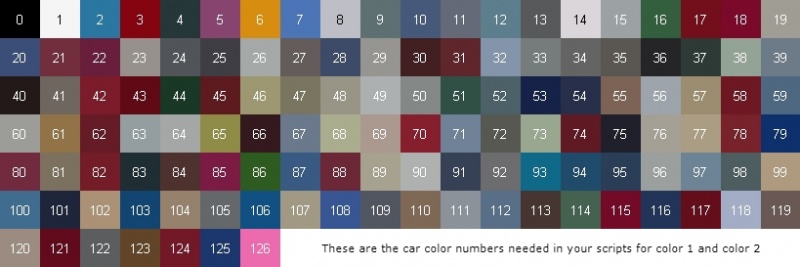 0 1 2 3 4 5 6 7 8 9 10 11 12 13 14 15 16 17 18 19
20 21 22 23 24 25 26 27 28 29 30 31 32 33 34 35 36 37 38 39
40 41 42 43 44 45 46 47 48 49 50 51 52 53 54 55 56 57 58 59
60 61 62 63 64 65 66 67 68 69 70 71 72 73 74 75 76 77 78 79
80 81 82 83 84 85 86 87 88 89 90 91 92 93 94 95 96 97 98 99
100 101 102 103 104 105 106 107 108 109 110 111 112 113 114 115 116 117 118 119
120 121 122 123 124 125 126 These are the car color numbers needed in your scripts for color 1 and color 2